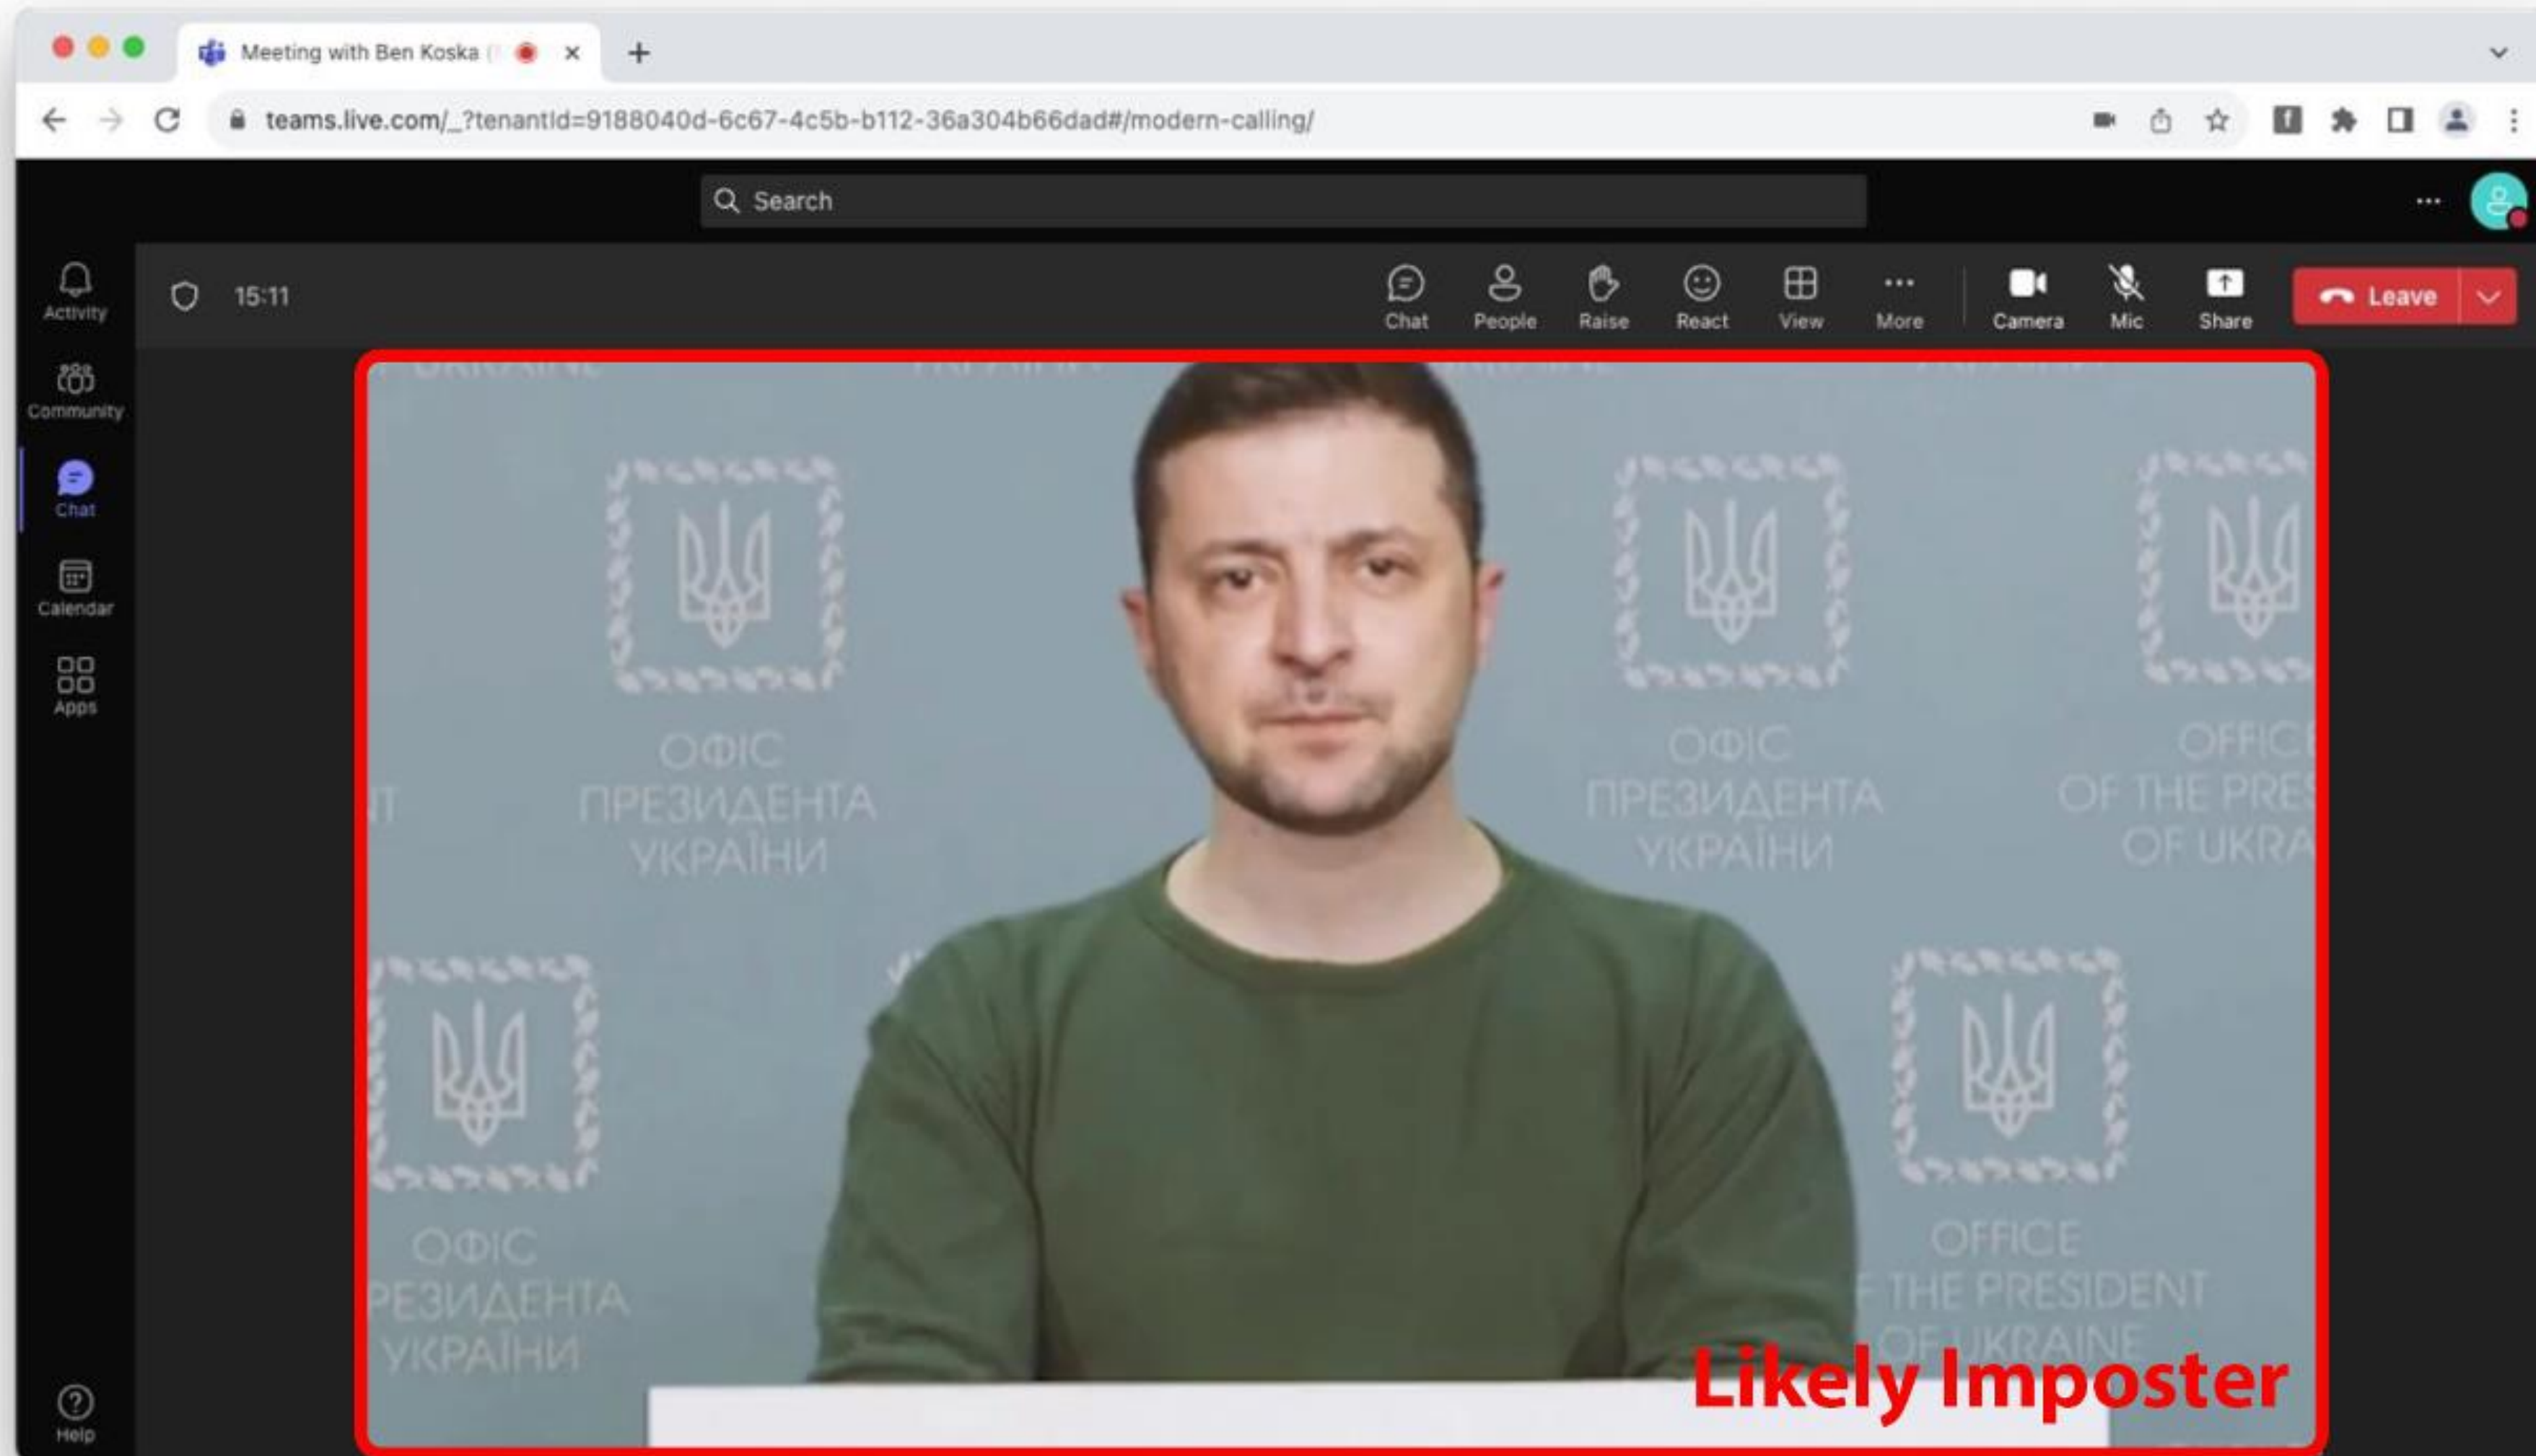 Meeting with Ben Koska (
teams.live.com/_?tenantId=9188040d-6c67-4c5b-b112-36a304b66dad#/modern-calling/
Search
Activity
15:11
Chat
People
Raise
React
View
More
Camera
Mic
Share
Leave
Community
Chat
Calendar
Apps
Help
UKRAINE
ОФІС
ПРЕЗИДЕНТА
УКРАЇНИ
ОФІС
ПРЕЗИДЕНТА
УКРАЇНИ
OFFICE
OF THE PRES
OF UKRA
NT
ОФІС
РЕЗИДЕНТА
УКРАЇНИ
OFFICE
THE PRESIDENT
OF UKRAINE
Likely Imposter